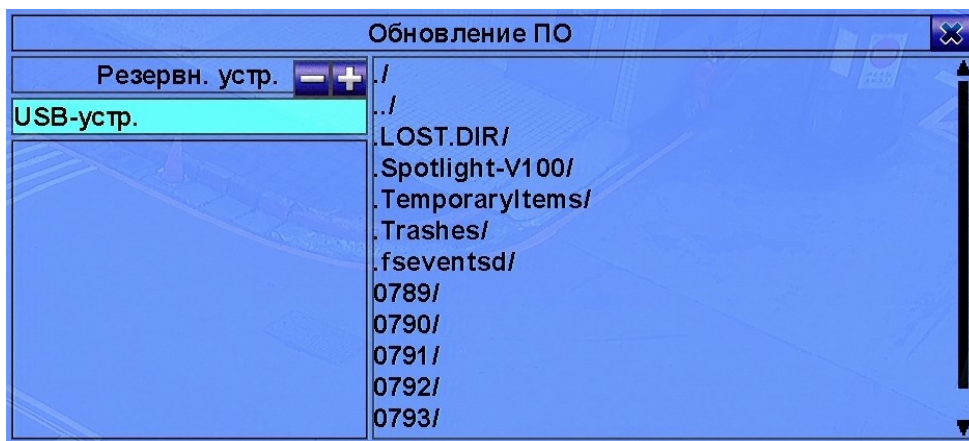 Обновление ПО
Резервн. устр.
USB-устр.
./
../
.LOST.DIR/
.Spotlight-V100/
.TemporaryItems/
.Trashes/
.fseventsd/
0789/
0790/
0791/
0792/
0793/